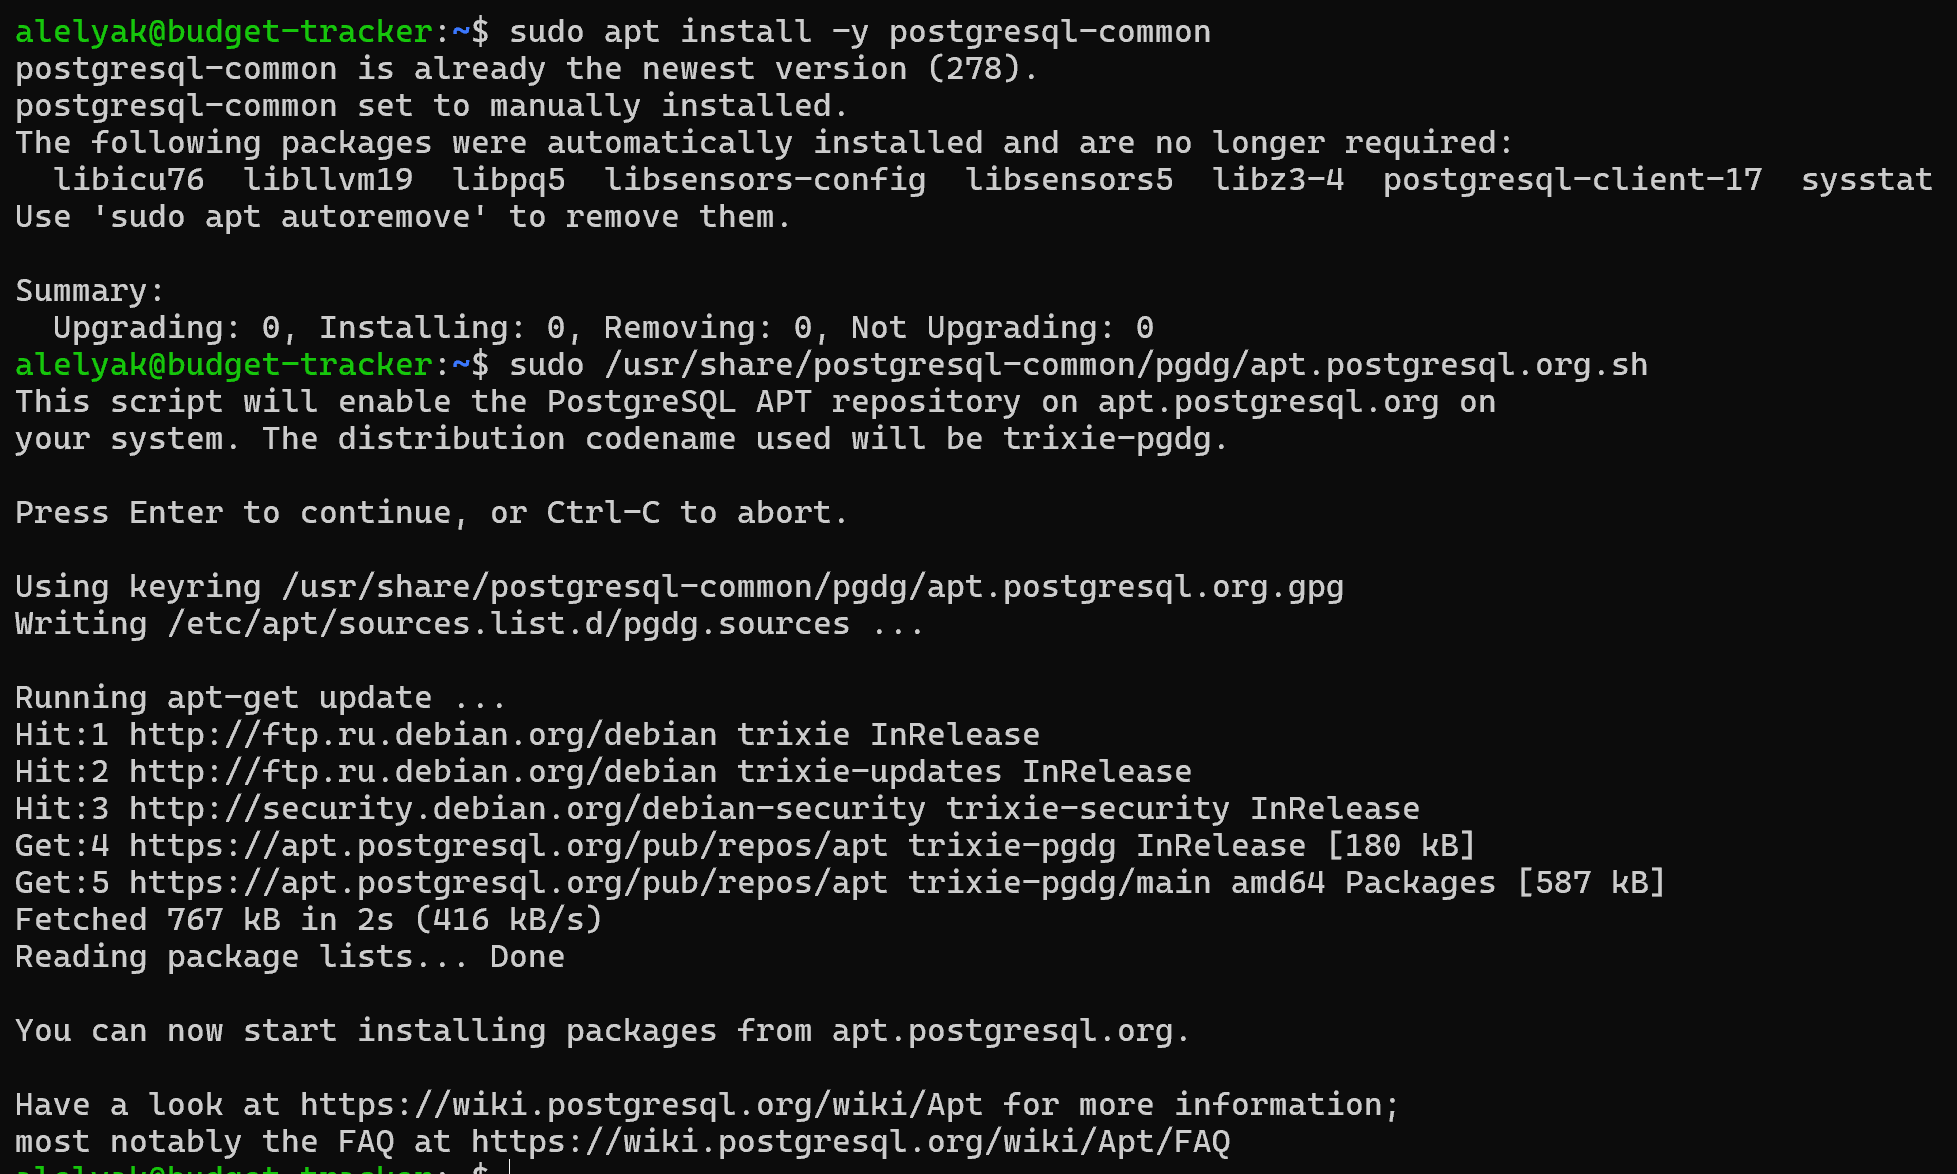 alelyak@budget-tracker:~$ sudo apt install -y postgresql-common
postgresql-common is already the newest version (278).
postgresql-common set to manually installed.
The following packages were automatically installed and are no longer required:
  libicu76  libllvm19  libpq5  libsensors-config  libsensors5  libz3-4  postgresql-client-17  sysstat
Use 'sudo apt autoremove' to remove them.

Summary:
  Upgrading: 0, Installing: 0, Removing: 0, Not Upgrading: 0
alelyak@budget-tracker:~$ sudo /usr/share/postgresql-common/pgdg/apt.postgresql.org.sh
This script will enable the PostgreSQL APT repository on apt.postgresql.org on
your system. The distribution codename used will be trixie-pgdg.

Press Enter to continue, or Ctrl-C to abort.

Using keyring /usr/share/postgresql-common/pgdg/apt.postgresql.org.gpg
Writing /etc/apt/sources.list.d/pgdg.sources ...

Running apt-get update ...
Hit:1 http://ftp.ru.debian.org/debian trixie InRelease
Hit:2 http://ftp.ru.debian.org/debian trixie-updates InRelease
Hit:3 http://security.debian.org/debian-security trixie-security InRelease
Get:4 https://apt.postgresql.org/pub/repos/apt trixie-pgdg InRelease [180 kB]
Get:5 https://apt.postgresql.org/pub/repos/apt trixie-pgdg/main amd64 Packages [587 kB]
Fetched 767 kB in 2s (416 kB/s)
Reading package lists... Done

You can now start installing packages from apt.postgresql.org.

Have a look at https://wiki.postgresql.org/wiki/Apt for more information;
most notably the FAQ at https://wiki.postgresql.org/wiki/Apt/FAQ
alelyak@budget-tracker:~$